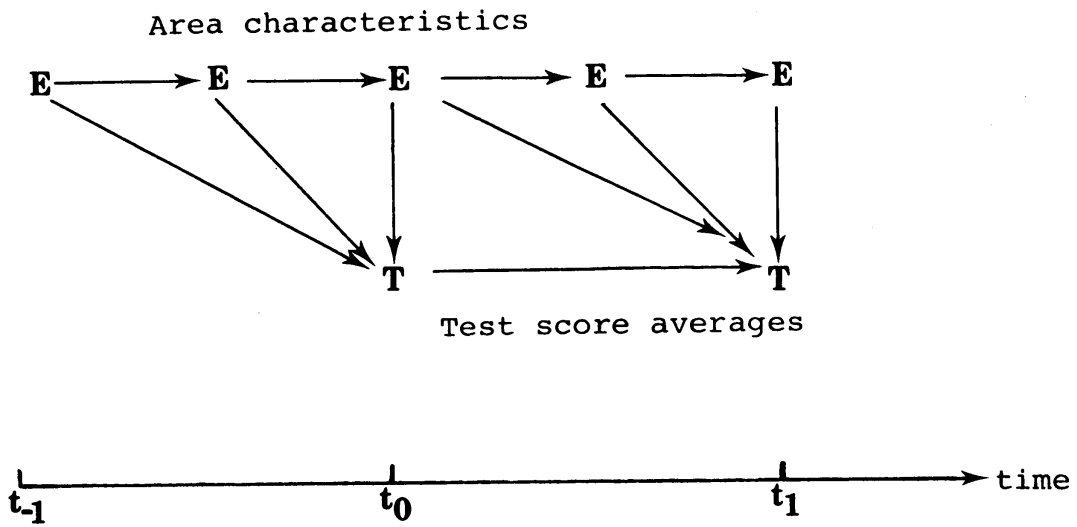 Area characteristics
E E E E E
T T
Test score averages
time
t-1 t0 t1